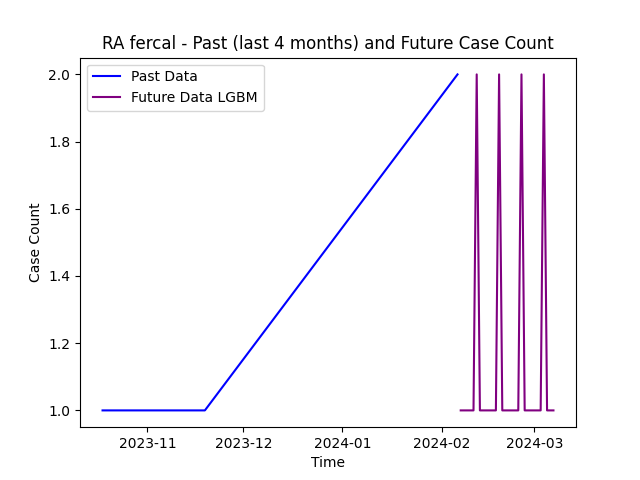 RA fercal - Past (last 4 months) and Future Case Count
Past Data
Future Data LGBM
Case Count
2.0
1.8
1.6
1.4
1.2
1.0
2023-11
2023-12
2024-01
2024-02
2024-03
Time